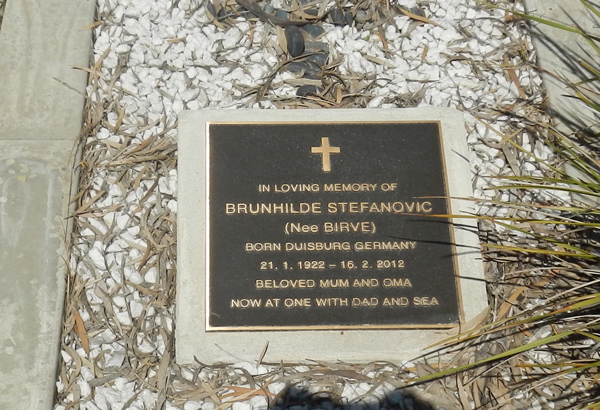 IN LOVING MEMORY OF
BRUNHILDE STEFANOVIC
(Nee BIRVE)
BORN DUISBURG GERMANY
21. 1. 1922 – 16. 2. 2012
BELOVED MUM AND OMA
NOW AT ONE WITH DAD AND SEA